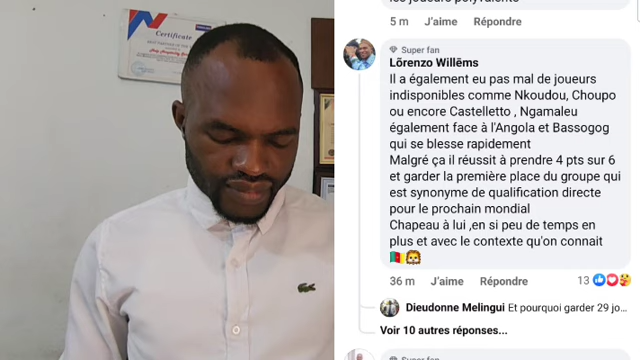 Certificate
les joueurs polyvalents
5 m J'aime Répondre
Super fan
Lörenzo Willēms
Il a également eu pas mal de joueurs
indisponibles comme Nkoudou, Choupo
ou encore Castelletto , Ngamaleu
également face à l'Angola et Bassogog
qui se blesse rapidement
Malgré ça il réussit à prendre 4 pts sur 6
et garder la première place du groupe qui
est synonyme de qualification directe
pour le prochain mondial
Chapeau à lui ,en si peu de temps en
plus et avec le contexte qu'on connait
🇨🇲🦁
36 m J'aime Répondre 13
Dieudonne Melingui Et pourquoi garder 29 jo...
Voir 10 autres réponses...
Super fan